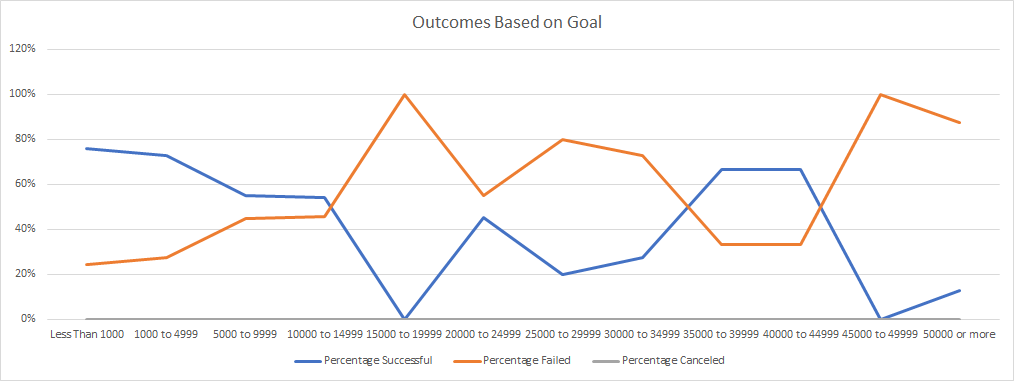 Outcomes Based on Goal
120%
100%
80%
60%
40%
20%
0%
Less Than 1000 1000 to 4999 5000 to 9999 10000 to 14999 15000 to 19999 20000 to 24999 25000 to 29999 30000 to 34999 35000 to 39999 40000 to 44999 45000 to 49999 50000 or more
Percentage Successful Percentage Failed Percentage Canceled